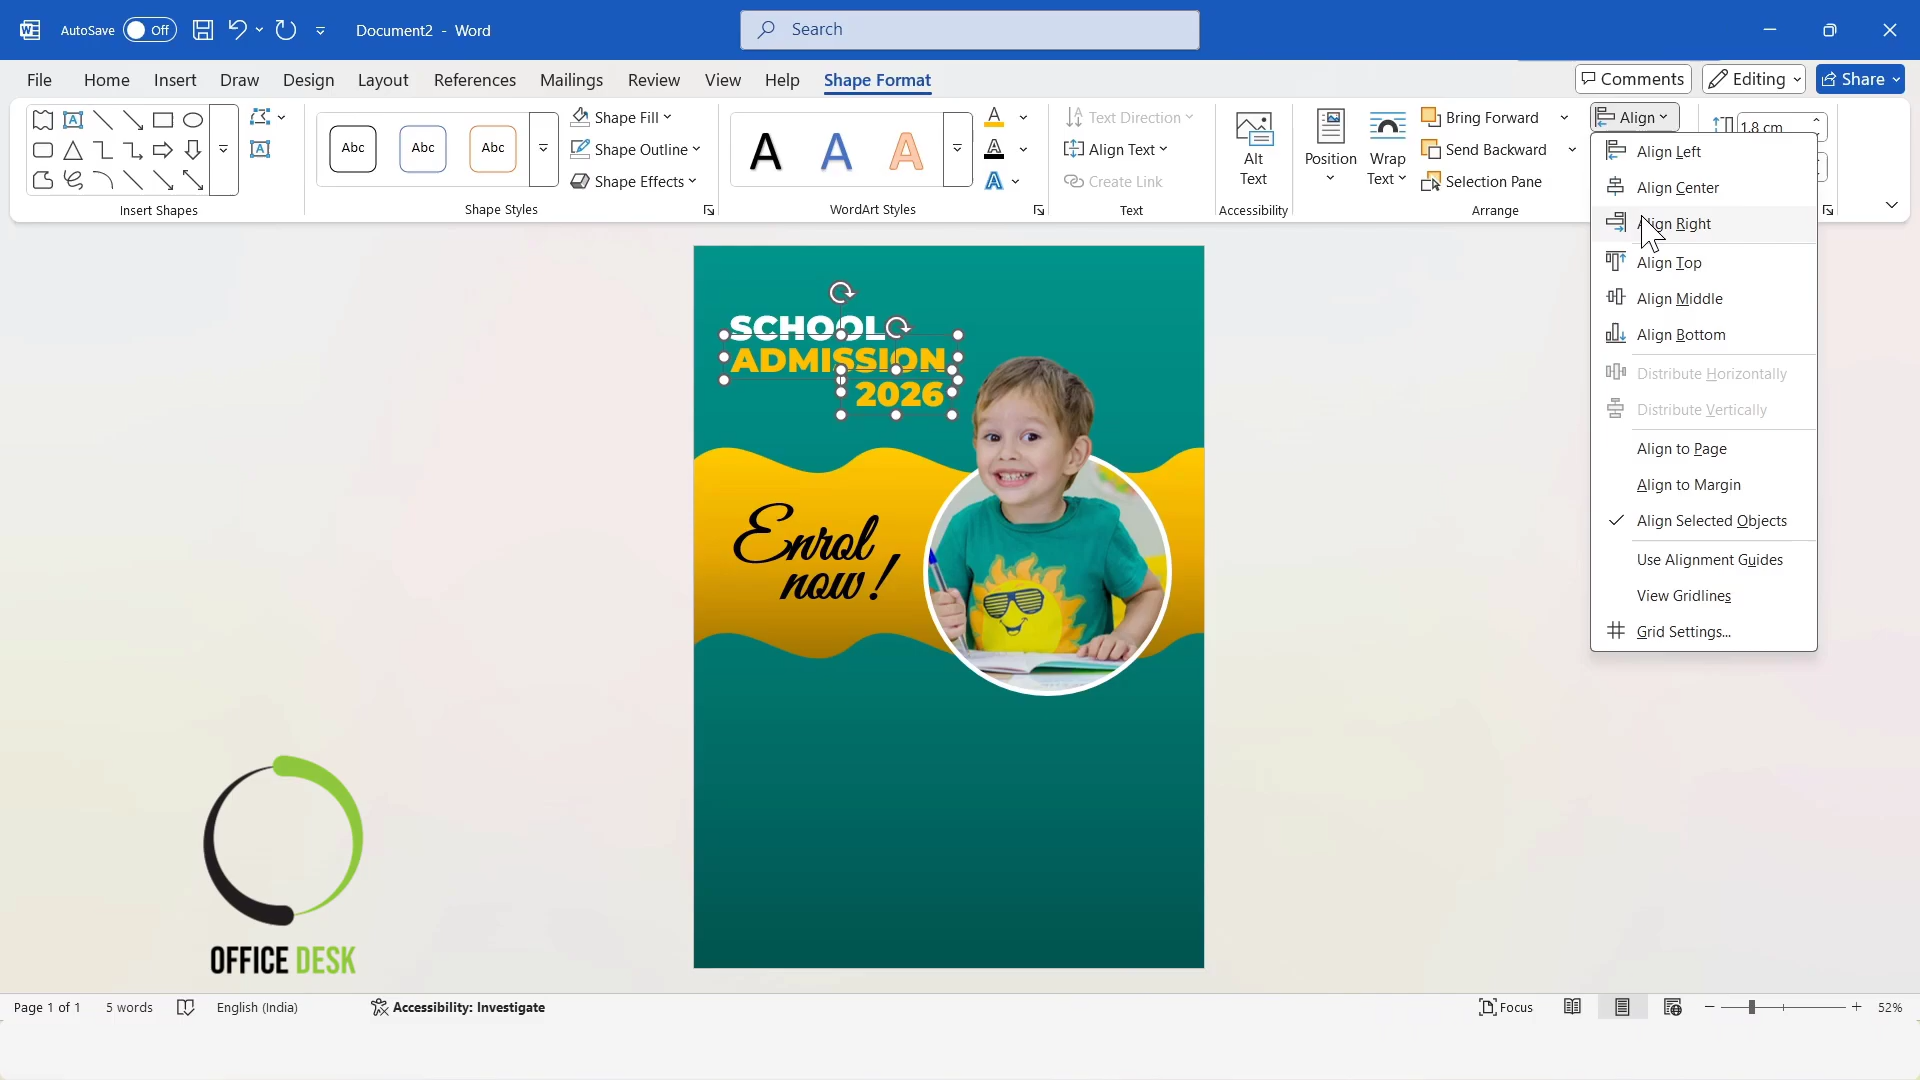 AutoSave Off Document2 - Word Search
File Home Insert Draw Design Layout References Mailings Review View Help Shape Format Comments Editing Share
Abc Abc Abc
Shape Fill
Shape Outline
Shape Effects
A A A
A
A
A
Text Direction
Align Text
Create Link
Alt
Text
Position
Wrap
Text
Bring Forward
Send Backward
Selection Pane
Align
1.8 cm
Insert Shapes Shape Styles WordArt Styles Text Accessibility Arrange
Align Left
Align Center
Align Right
Align Top
Align Middle
Align Bottom
Distribute Horizontally
Distribute Vertically
Align to Page
Align to Margin
Align Selected Objects
Use Alignment Guides
View Gridlines
Grid Settings...
SCHOOL
ADMISSION
2026
Enrol
now!
OFFICE DESK
Page 1 of 1 5 words English (India) Accessibility: Investigate Focus 52%